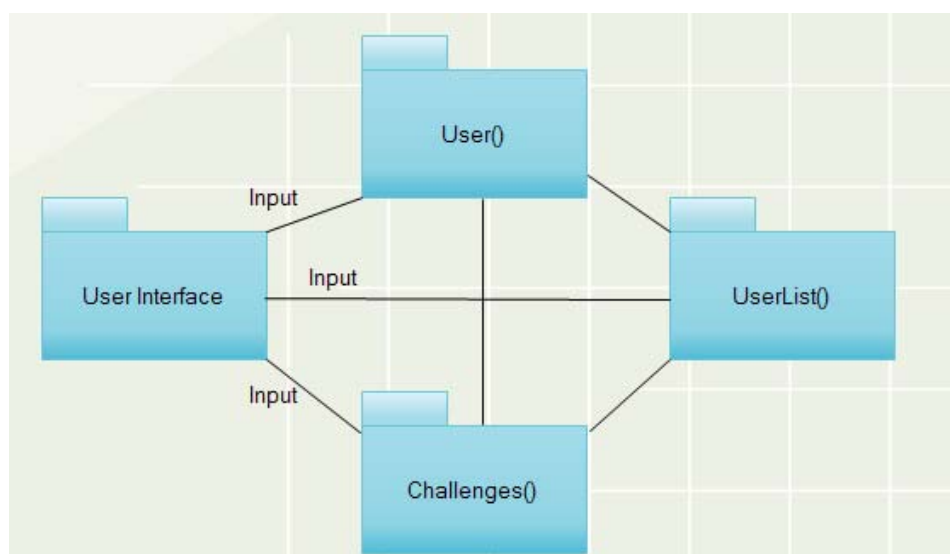 User()
Input
User Interface
Input
UserList()
Input
Challenges()